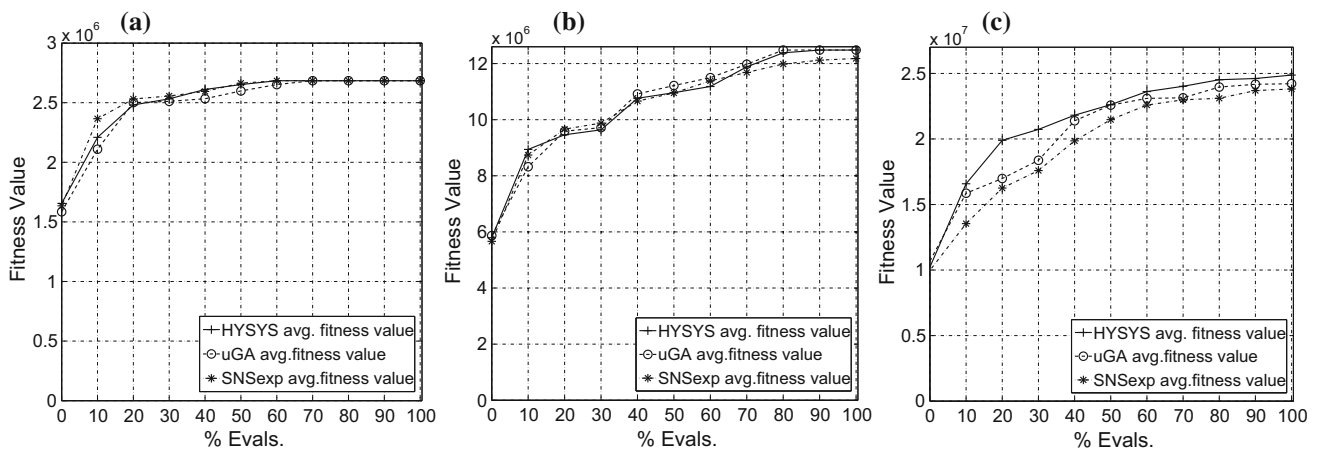 (a)
x 10^6
3
2.5
2
1.5
1
0.5
0
0 10 20 30 40 50 60 70 80 90 100
Fitness Value
% Evals.
HYSYS avg. fitness value
uGA avg.fitness value
SNSexp avg.fitness value
(b)
x 10^6
12
10
8
6
4
2
0
0 10 20 30 40 50 60 70 80 90 100
Fitness Value
% Evals.
HYSYS avg. fitness value
uGA avg.fitness value
SNSexp avg.fitness value
(c)
x 10^7
2.5
2
1.5
1
0.5
0
0 10 20 30 40 50 60 70 80 90 100
Fitness Value
% Evals.
HYSYS avg. fitness value
uGA avg.fitness value
SNSexp avg.fitness value